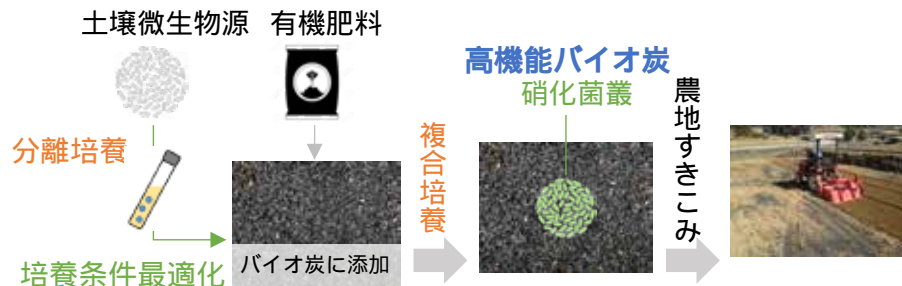 土壌微生物源
有機肥料
分離培養
培養条件最適化
バイオ炭に添加
複合培養
高機能バイオ炭
硝化菌叢
農地すきこみ